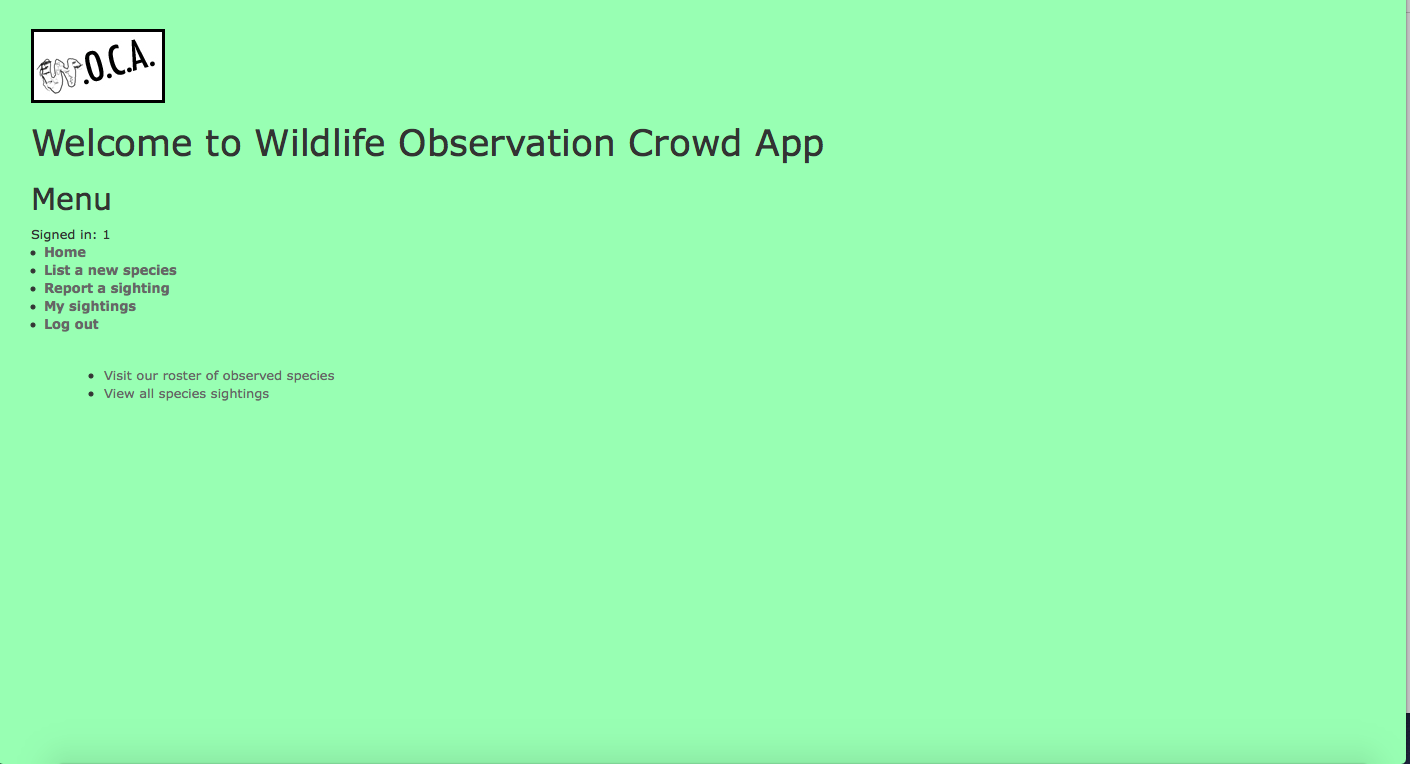 W.O.C.A.
Welcome to Wildlife Observation Crowd App
Menu
Signed in: 1
Home
List a new species
Report a sighting
My sightings
Log out
Visit our roster of observed species
View all species sightings